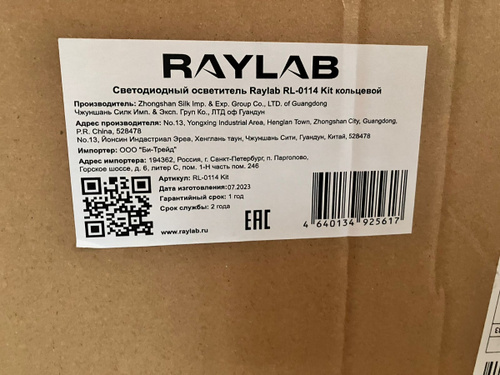 RAYLAB
Светодиодный осветитель Raylab RL-0114 Kit кольцевой
Производитель: Zhongshan Silk Imp. & Exp. Group Co., LTD. of Guangdong
Чжуншань Силк Имп. & Эксп. Груп Ко., ЛТД оф Гуандун
Адрес производителя: No.13, Yongxing Industrial Area, Henglan Town, Zhongshan City, Guangdong,
P.R. China, 528478
No.13, Йонсин Индастриал Эреа, Хенглань таун, Чжуншань Сити, Гуандун, Китай, 528478
Импортер: ООО "Би-Трейд"
Адрес импортера: 194362, Россия, г. Санкт-Петербург, п. Парголово,
Горское шоссе, д. 6, литер С, пом. 1-Н часть пом. 246
Артикул: RL-0114 Kit
Дата изготовления:07.2023
Гарантийный срок: 1 год
Срок службы: 2 года
www.raylab.ru
EAC
4 640134 925617